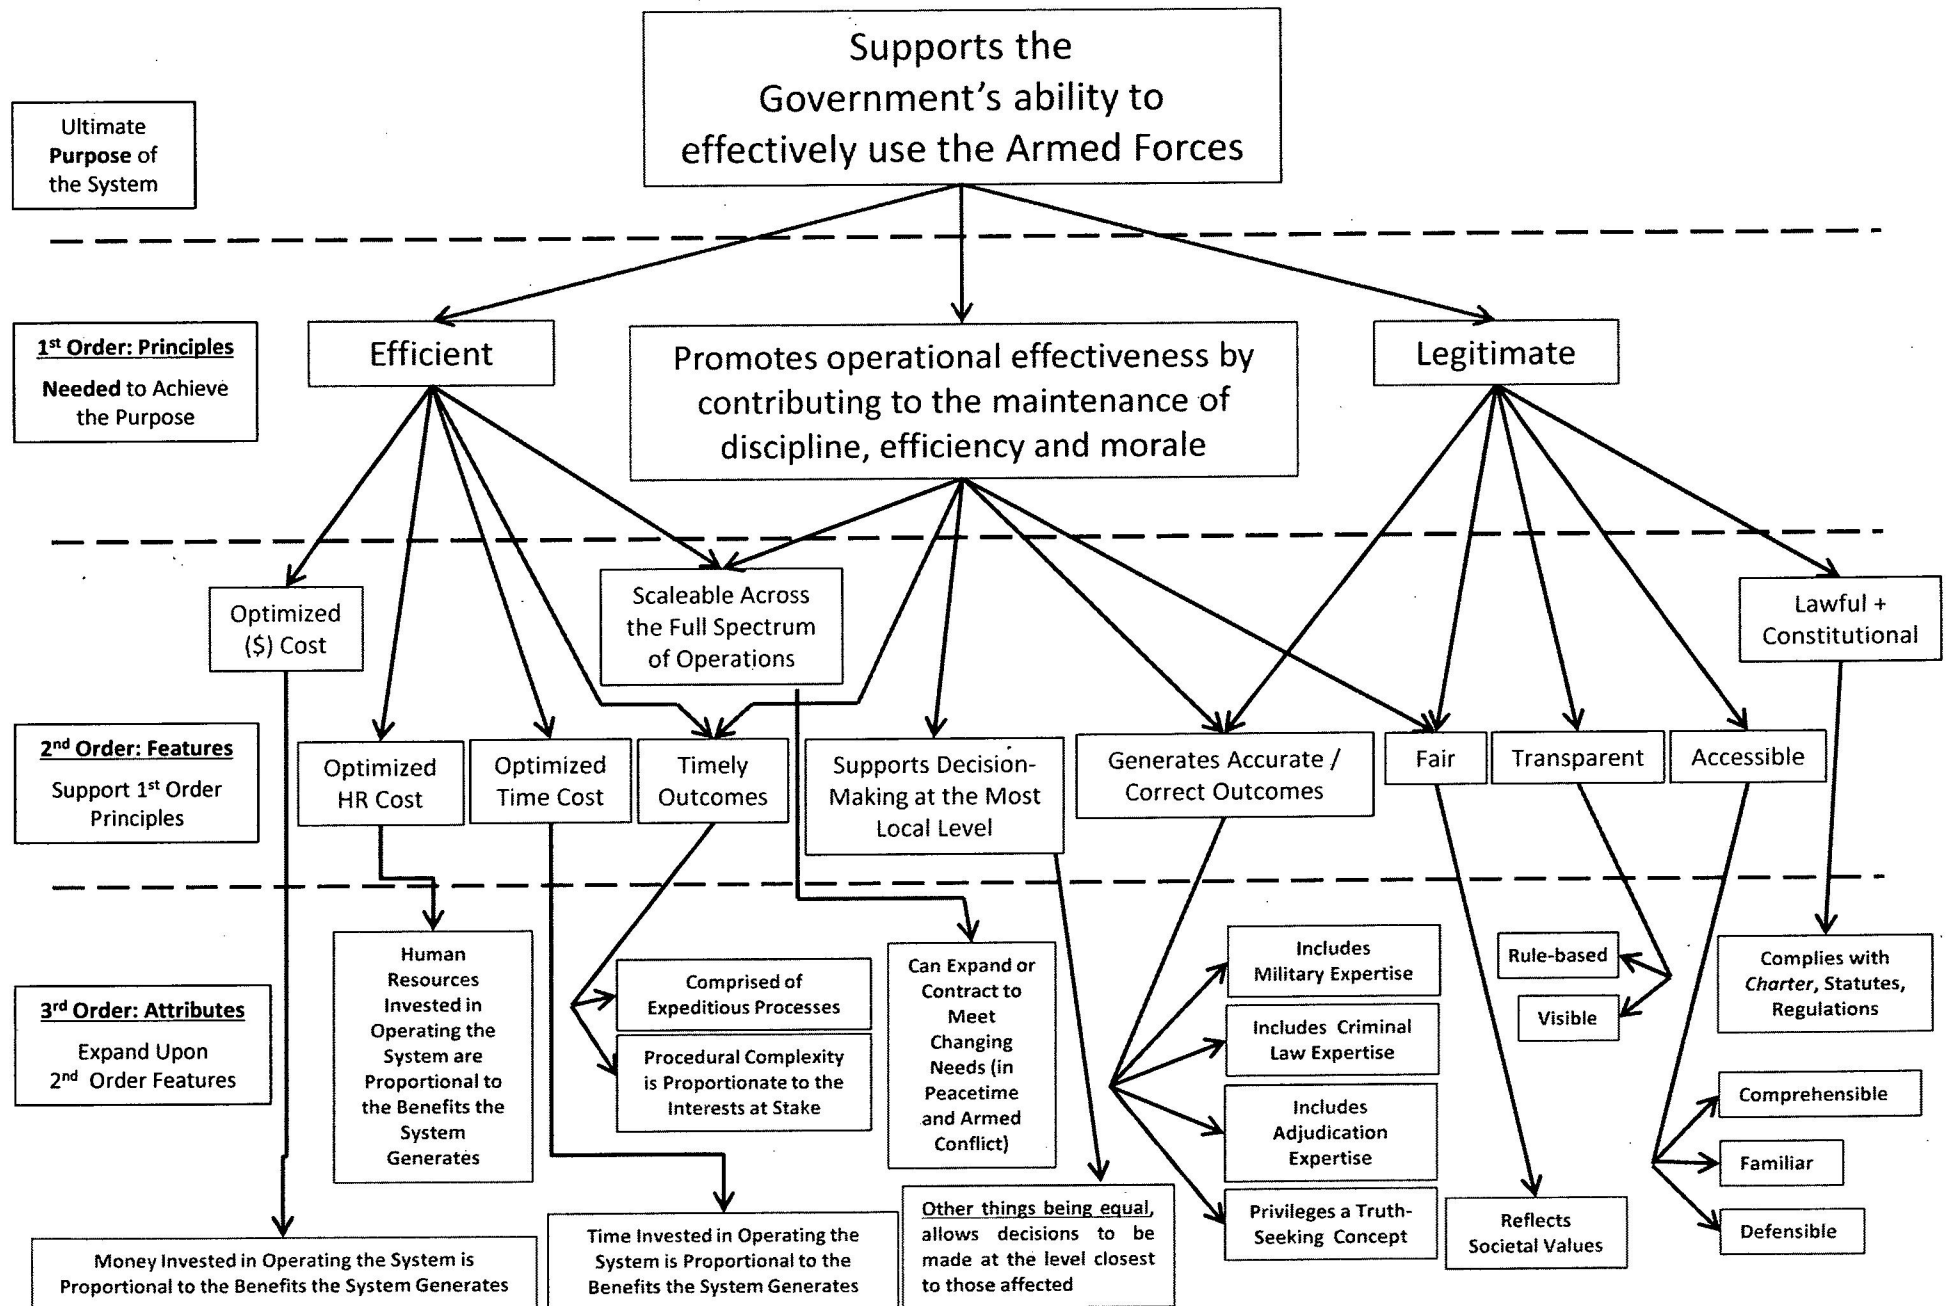 Supports the
Government's ability to
effectively use the Armed Forces
Ultimate
Purpose of
the System
1st Order: Principles
Needed to Achieve
the Purpose
Efficient
Promotes operational effectiveness by
contributing to the maintenance of
discipline, efficiency and morale
Legitimate
Optimized
($) Cost
Scaleable Across
the Full Spectrum
of Operations
Lawful +
Constitutional
2nd Order: Features
Support 1st Order
Principles
Optimized
HR Cost
Optimized
Time Cost
Timely
Outcomes
Supports Decision-
Making at the Most
Local Level
Generates Accurate /
Correct Outcomes
Fair
Transparent
Accessible
3rd Order: Attributes
Expand Upon
2nd Order Features
Human
Resources
Invested in
Operating the
System are
Proportional to
the Benefits the
System
Generates
Comprised of
Expeditious Processes
Procedural Complexity
is Proportionate to the
Interests at Stake
Can Expand or
Contract to
Meet
Changing
Needs (in
Peacetime
and Armed
Conflict)
Includes
Military Expertise
Includes Criminal
Law Expertise
Includes
Adjudication
Expertise
Privileges a Truth-
Seeking Concept
Rule-based
Visible
Complies with
Charter, Statutes,
Regulations
Comprehensible
Familiar
Defensible
Money Invested in Operating the System is
Proportional to the Benefits the System Generates
Time Invested in Operating the
System is Proportional to the
Benefits the System Generates
Other things being equal,
allows decisions to be
made at the level closest
to those affected
Reflects
Societal Values